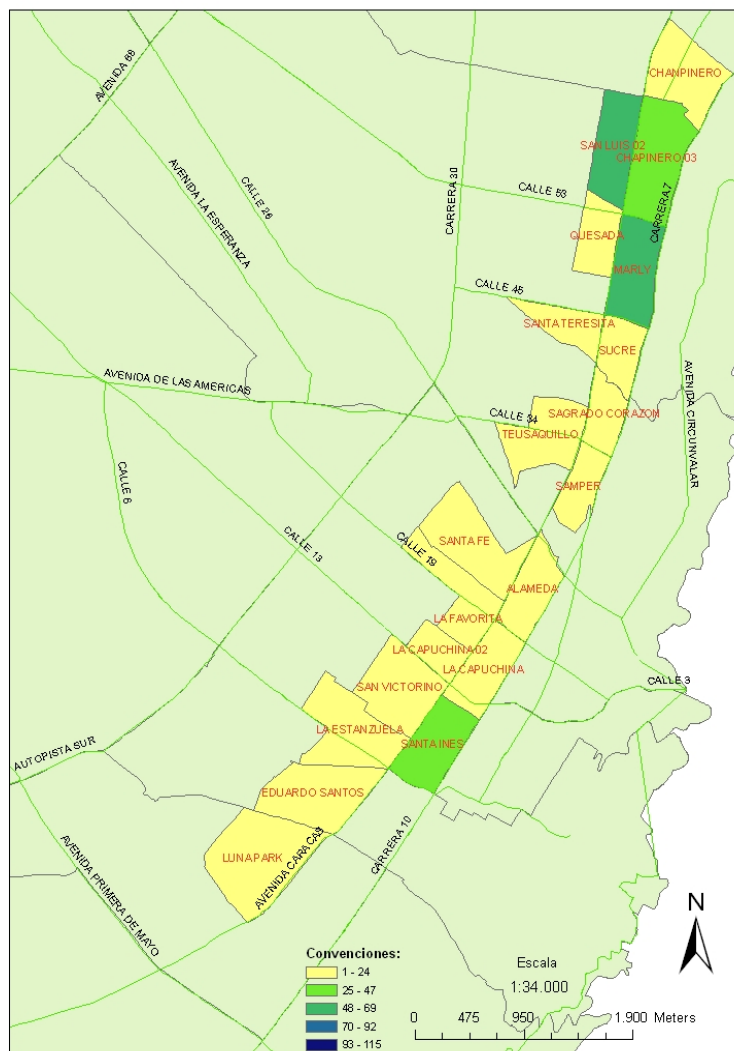 CHANPINERO
AVENIDA 68
SAN LUIS 02
CHAPINERO 03
CALLE 26
AVENIDA LA ESPERANZA
CARRERA 30
CALLE 53
CARRERA 7
QUESADA
MARLY
CALLE 45
SANTA TERESITA
SUCRE
AVENIDA DE LAS AMERICAS
AVENIDA CIRCUNVALAR
SAGRADO CORAZON
CALLE 34
TEUSAQUILLO
SAMPER
CALLE 6
CALLE 13
SANTA FE
CALLE 19
ALAMEDA
LA FAVORITA
LA CAPUCHINA 02
LA CAPUCHINA
CALLE 3
SAN VICTORINO
LA ESTANZUELA
SANTA INES
AUTOPISTA SUR
EDUARDO SANTOS
CARRERA 10
LUNA PARK
AVENIDA CARACAS
AVENIDA PRIMERA DE MAYO
N
Convenciones:
1 - 24
25 - 47
48 - 69
70 - 92
93 - 115
Escala
1:34.000
0 475 950 1.900 Meters